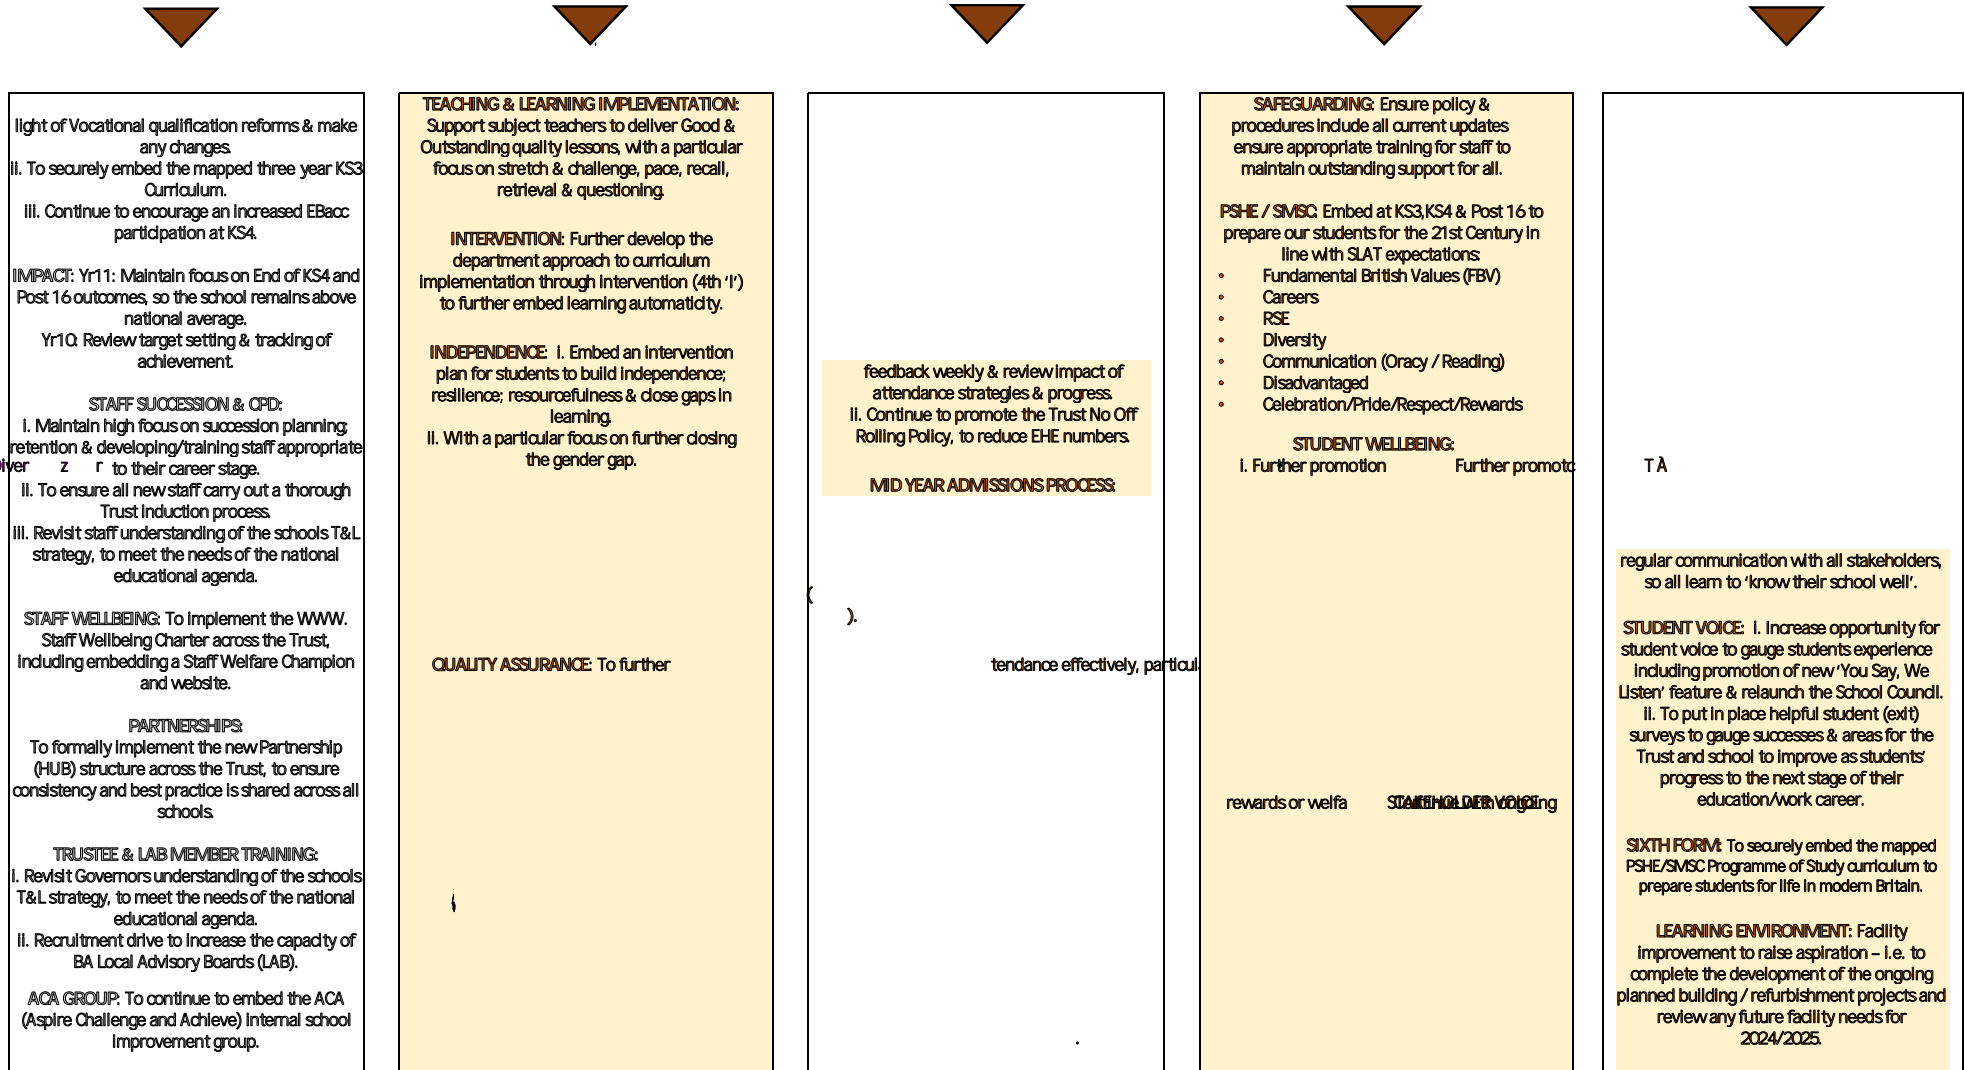 light of Vocational qualification reforms & make
any changes.
ii. To securely embed the mapped three year KS3
Curriculum.
iii. Continue to encourage an increased EBacc
participation at KS4.
IMPACT: Yr11: Maintain focus on End of KS4 and
Post 16 outcomes, so the school remains above
national average.
Yr10: Review target setting & tracking of
achievement.
STAFF SUCCESSION & CPD:
i. Maintain high focus on succession planning;
retention & developing/training staff appropriate
to their career stage.
ii. To ensure all new staff carry out a thorough
Trust induction process.
iii. Revisit staff understanding of the schools T&L
strategy, to meet the needs of the national
educational agenda.
STAFF WELLBEING: To implement the WWW.
Staff Wellbeing Charter across the Trust,
including embedding a Staff Welfare Champion
and website.
PARTNERSHIPS:
To formally implement the new Partnership
(HUB) structure across the Trust, to ensure
consistency and best practice is shared across all
schools.
TRUSTEE & LAB MEMBER TRAINING:
i. Revisit Governors understanding of the schools
T&L strategy, to meet the needs of the national
educational agenda.
ii. Recruitment drive to increase the capacity of
BA Local Advisory Boards (LAB).
ACA GROUP: To continue to embed the ACA
(Aspire Challenge and Achieve) internal school
improvement group.
TEACHING & LEARNING IMPLEMENTATION:
Support subject teachers to deliver Good &
Outstanding quality lessons, with a particular
focus on stretch & challenge, pace, recall,
retrieval & questioning.
INTERVENTION: Further develop the
department approach to curriculum
implementation through intervention (4th ‘I’)
to further embed learning automaticity.
INDEPENDENCE: i. Embed an intervention
plan for students to build independence;
resilience; resourcefulness & close gaps in
learning.
ii. With a particular focus on further closing
the gender gap.
QUALITY ASSURANCE: To further
feedback weekly & review impact of
attendance strategies & progress.
ii. Continue to promote the Trust No Off
Rolling Policy, to reduce EHE numbers.
MID YEAR ADMISSIONS PROCESS:
(
).
tendance effectively, particul
SAFEGUARDING: Ensure policy &
procedures include all current updates
ensure appropriate training for staff to
maintain outstanding support for all.
PSHE / SMSC: Embed at KS3,KS4 & Post 16 to
prepare our students for the 21st Century in
line with SLAT expectations:
• Fundamental British Values (FBV)
• Careers
• RSE
• Diversity
• Communication (Oracy / Reading)
• Disadvantaged
• Celebration/Pride/Respect/Rewards
STUDENT WELLBEING:
i. Further promotion Further promotc
rewards or welfa STAKEHOLDER VOICE:
regular communication with all stakeholders,
so all learn to ‘know their school well’.
STUDENT VOICE: i. Increase opportunity for
student voice to gauge students experience
including promotion of new ‘You Say, We
Listen’ feature & relaunch the School Council.
ii. To put in place helpful student (exit)
surveys to gauge successes & areas for the
Trust and school to improve as students’
progress to the next stage of their
education/work career.
SIXTH FORM: To securely embed the mapped
PSHE/SMSC Programme of Study curriculum to
prepare students for life in modern Britain.
LEARNING ENVIRONMENT: Facility
improvement to raise aspiration – i.e. to
complete the development of the ongoing
planned building / refurbishment projects and
review any future facility needs for
2024/2025.